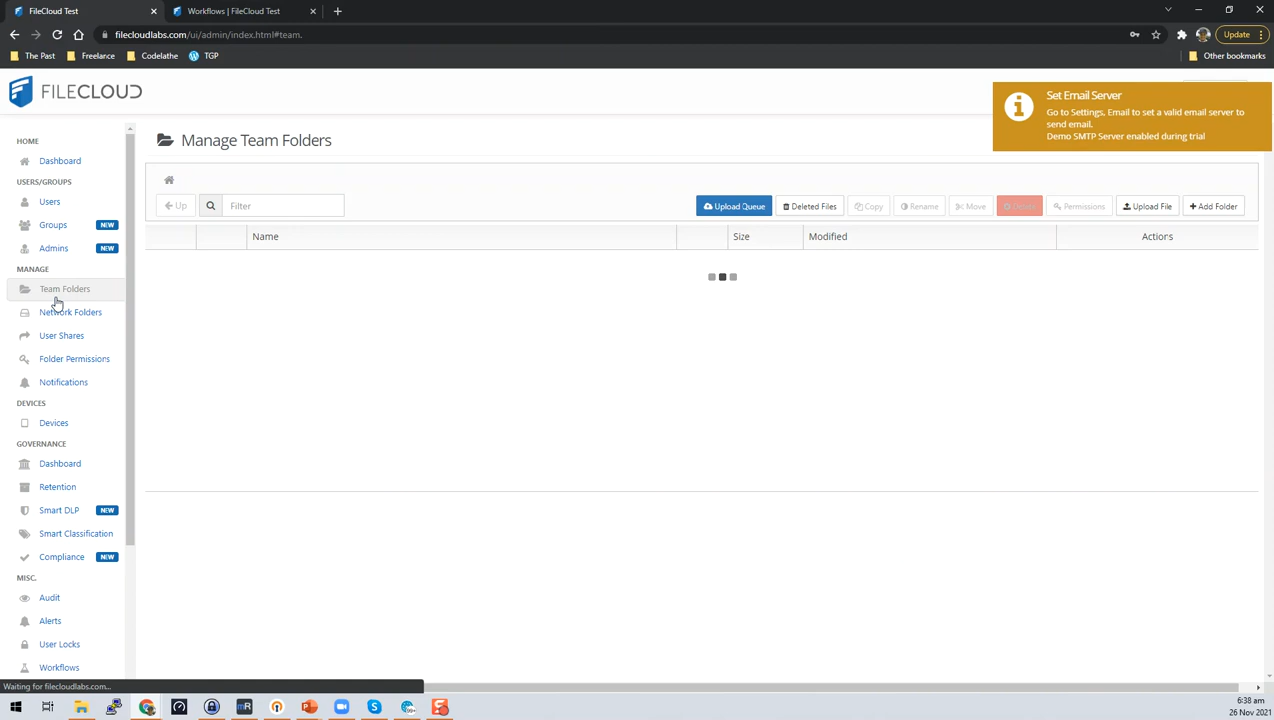 FileCloud Test
Workflows | FileCloud Test
filecloudlabs.com/ui/admin/index.html#team.
Update
The Past
Freelance
Codelathe
TGP
Other bookmarks
FILECLOUD
Set Email Server
Go to Settings, Email to set a valid email server to
send email.
Demo SMTP Server enabled during trial
HOME
Dashboard
USERS/GROUPS
Users
Groups NEW
Admins NEW
MANAGE
Team Folders
Network Folders
User Shares
Folder Permissions
Notifications
DEVICES
Devices
GOVERNANCE
Dashboard
Retention
Smart DLP NEW
Smart Classification
Compliance NEW
MISC.
Audit
Alerts
User Locks
Workflows
Manage Team Folders
Up
Filter
Upload Queue
Deleted Files
Copy
Rename
Move
Permissions
Upload File
Add Folder
Name
Size
Modified
Actions
Waiting for filecloudlabs.com...
6:38 am
26 Nov 2021